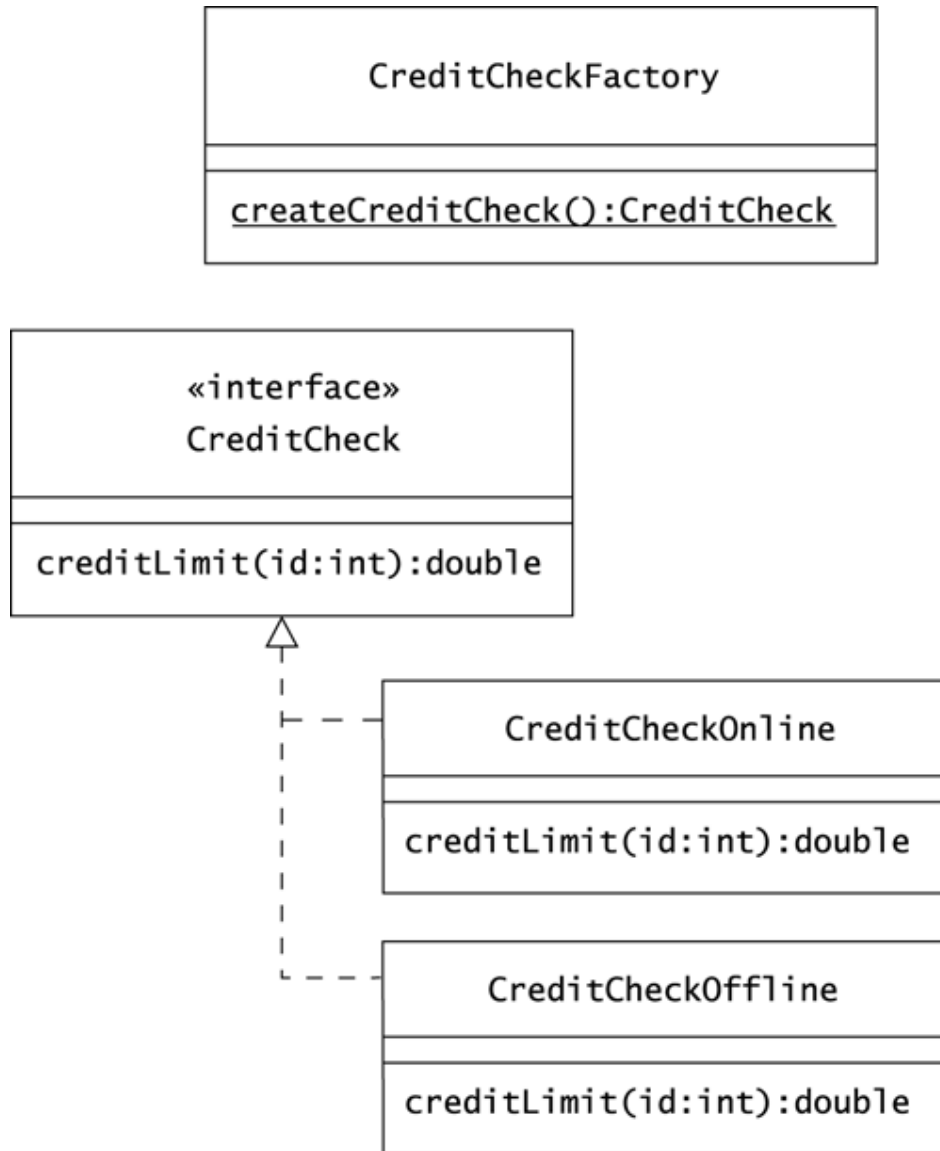 CreditCheckFactory
createCreditCheck():CreditCheck
«interface»
CreditCheck
creditLimit(id:int):double
CreditCheckOnline
creditLimit(id:int):double
CreditCheckOffline
creditLimit(id:int):double